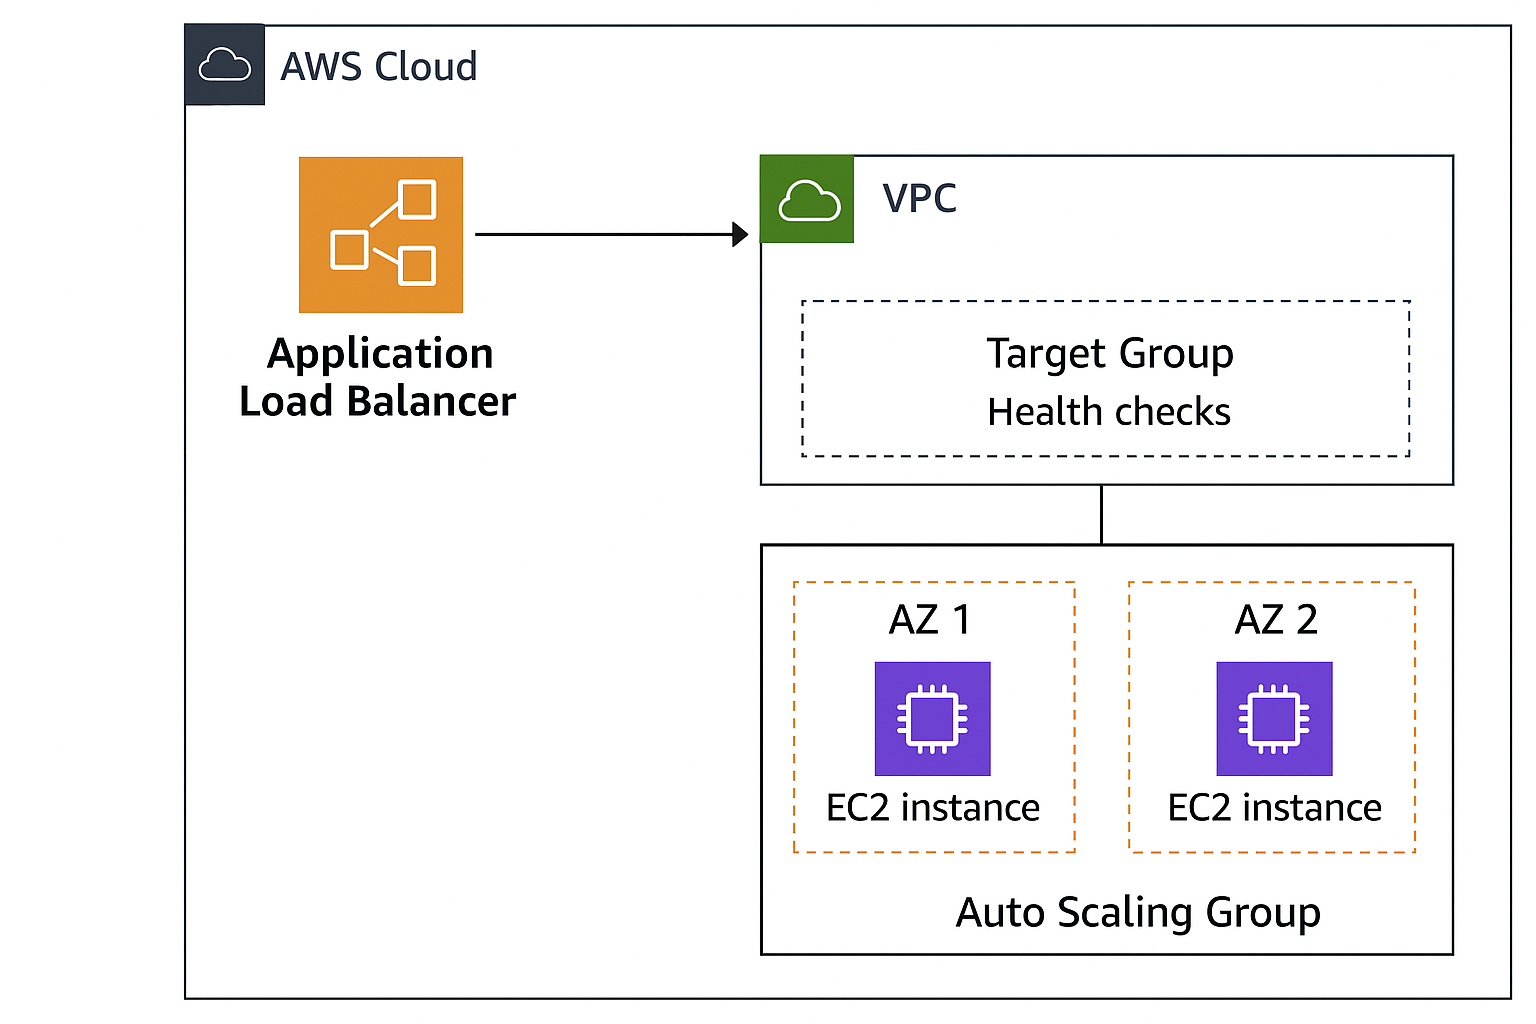 AWS Cloud
Application
Load Balancer
VPC
Target Group
Health checks
AZ 1
EC2 instance
AZ 2
EC2 instance
Auto Scaling Group